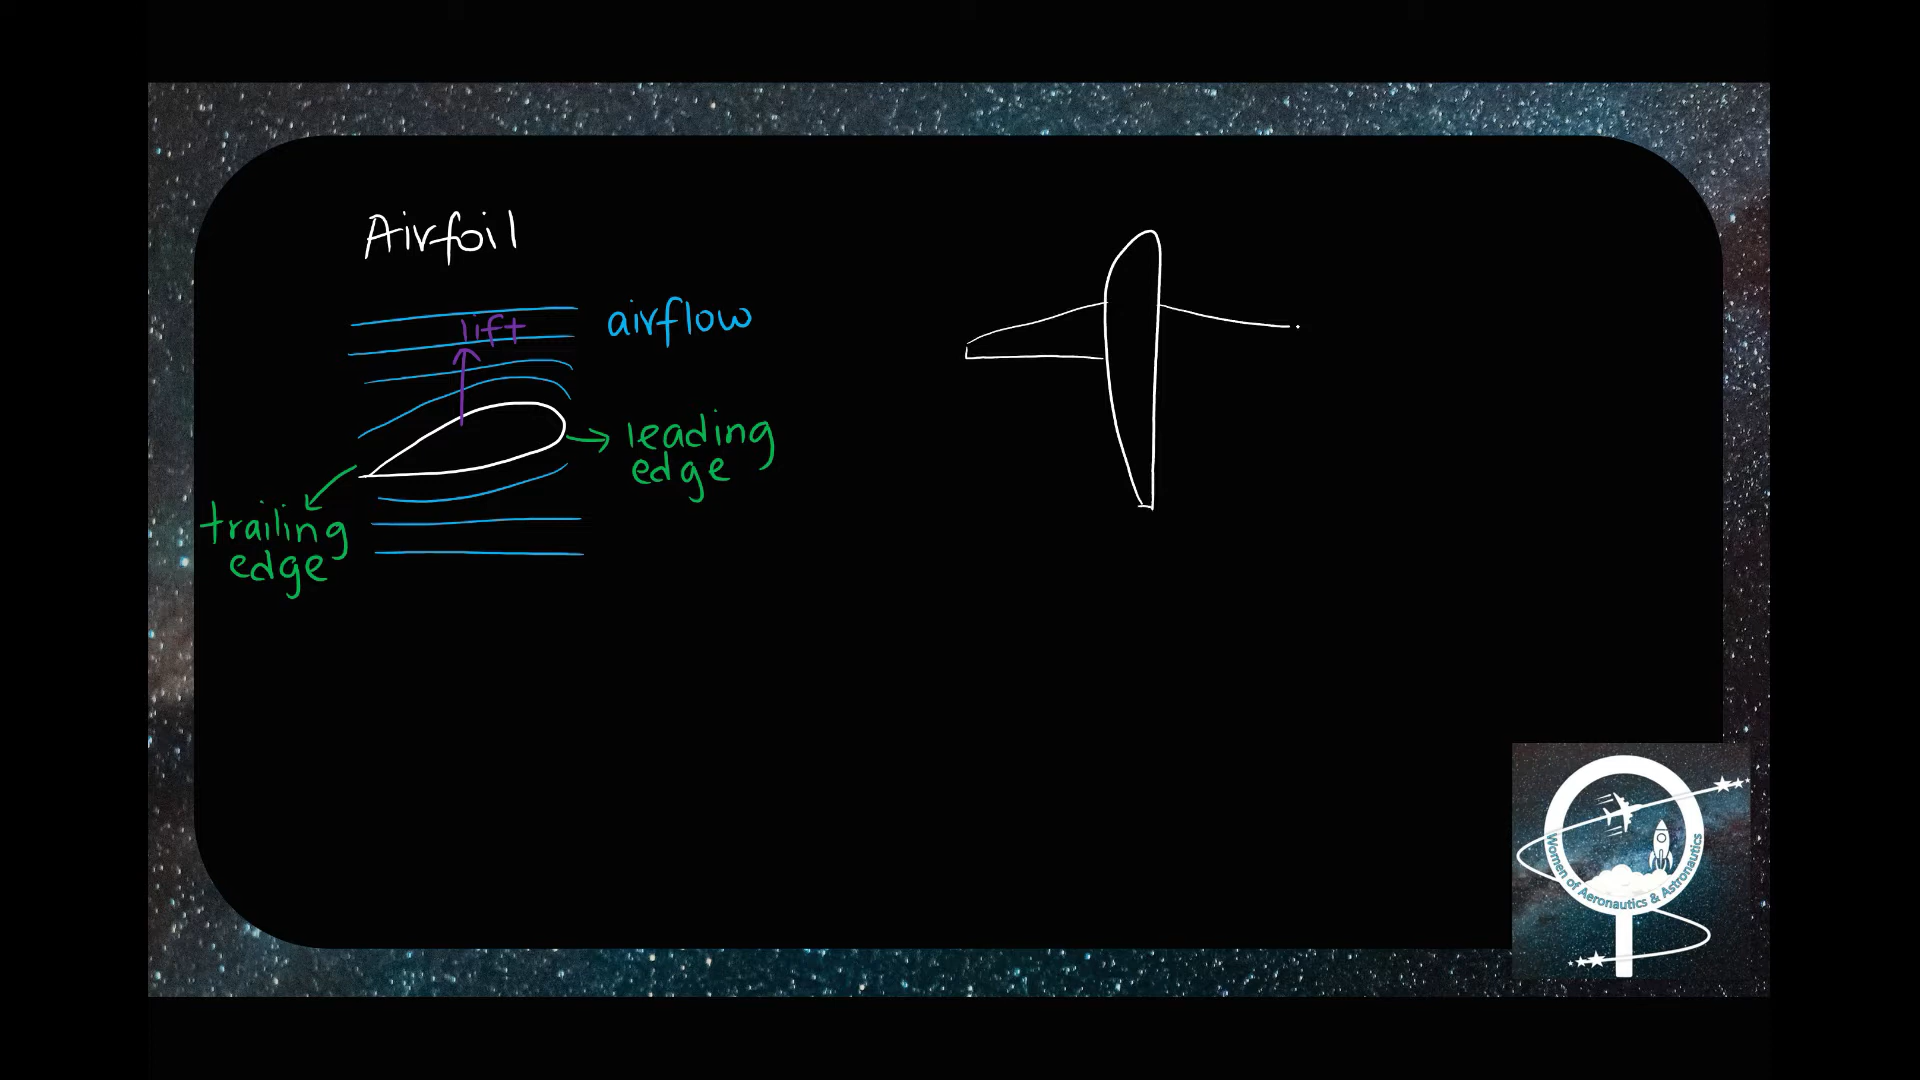 Airfoil
lift
airflow
leading
edge
trailing
edge
Women of Aeronautics & Astronautics